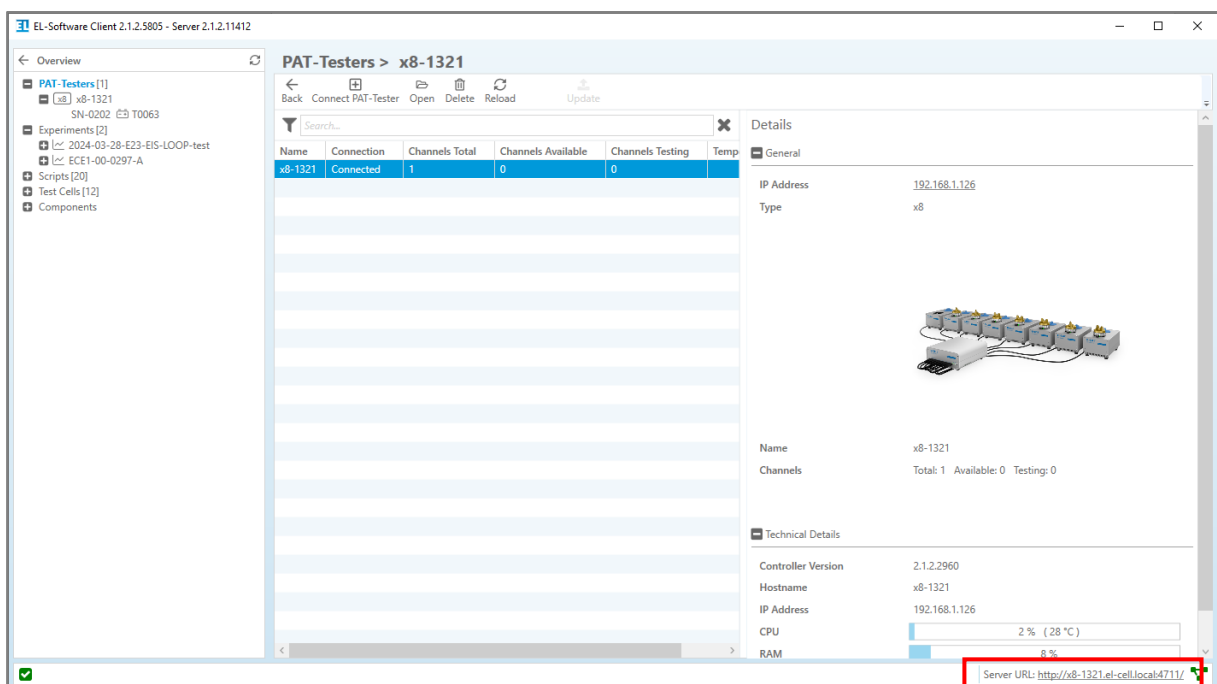 EL-Software Client 2.1.2.5805 - Server 2.1.2.11412
Overview
PAT-Testers [1]
x8 x8-1321
SN-0202 T0063
Experiments [2]
2024-03-28-E23-EIS-LOOP-test
ECE1-00-0297-A
Scripts [20]
Test Cells [12]
Components
PAT-Testers > x8-1321
Back Connect PAT-Tester Open Delete Reload Update
Search...
Name Connection Channels Total Channels Available Channels Testing Temp
x8-1321 Connected 1 0 0
Details
General
IP Address 192.168.1.126
Type x8
Name x8-1321
Channels Total: 1 Available: 0 Testing: 0
Technical Details
Controller Version 2.1.2.2960
Hostname x8-1321
IP Address 192.168.1.126
CPU 2 % ( 28 °C )
RAM 8 %
Server URL: http://x8-1321.el-cell.local:4711/